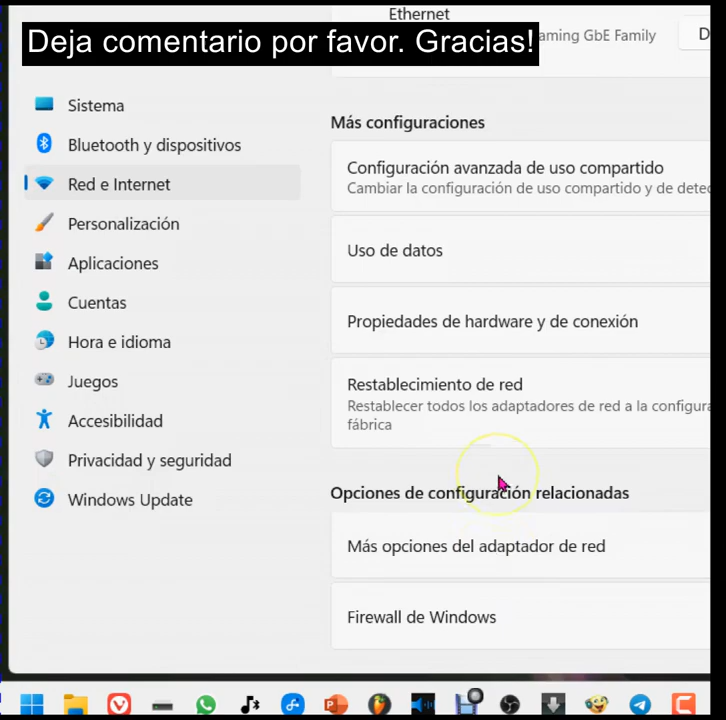 Ethernet
Deja comentario por favor. Gracias!
aming GbE Family
D
Sistema
Bluetooth y dispositivos
Red e Internet
Personalización
Aplicaciones
Cuentas
Hora e idioma
Juegos
Accesibilidad
Privacidad y seguridad
Windows Update
Más configuraciones
Configuración avanzada de uso compartido
Cambiar la configuración de uso compartido y de detec
Uso de datos
Propiedades de hardware y de conexión
Restablecimiento de red
Restablecer todos los adaptadores de red a la configura
fábrica
Opciones de configuración relacionadas
Más opciones del adaptador de red
Firewall de Windows